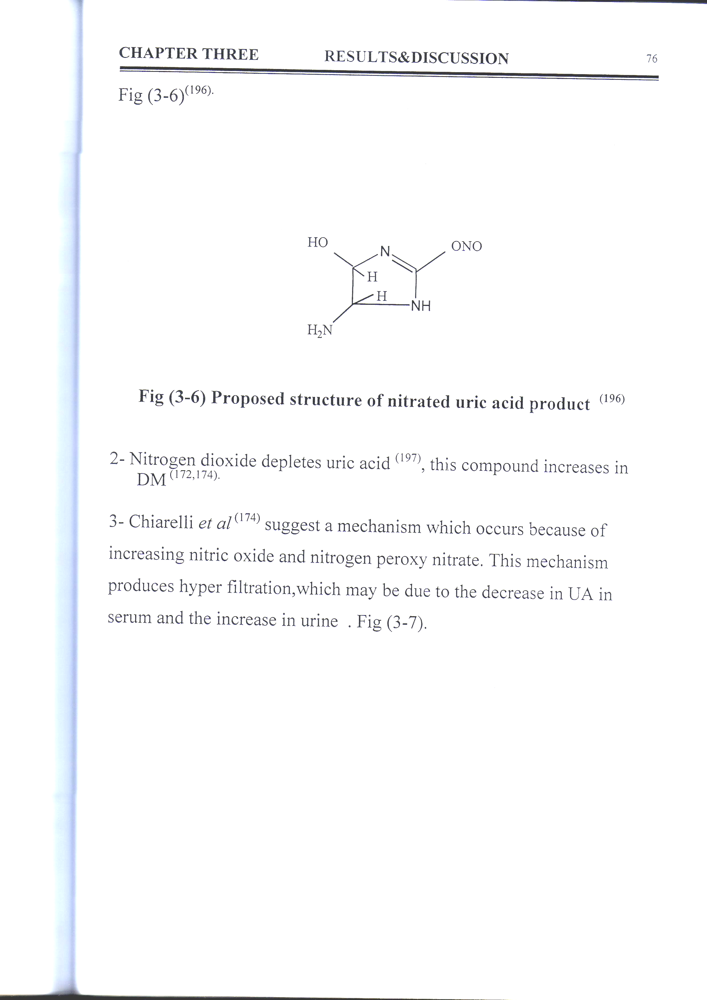 CHAPTER THREE RESULTS&DISCUSSION 76
Fig (3-6)(196).
HO
N
ONO
H
H
NH
H2N
Fig (3-6) Proposed structure of nitrated uric acid product (196)
2- Nitrogen dioxide depletes uric acid (197), this compound increases in
DM (172,174).
3- Chiarelli et al (174) suggest a mechanism which occurs because of
increasing nitric oxide and nitrogen peroxy nitrate. This mechanism
produces hyper filtration,which may be due to the decrease in UA in
serum and the increase in urine . Fig (3-7).